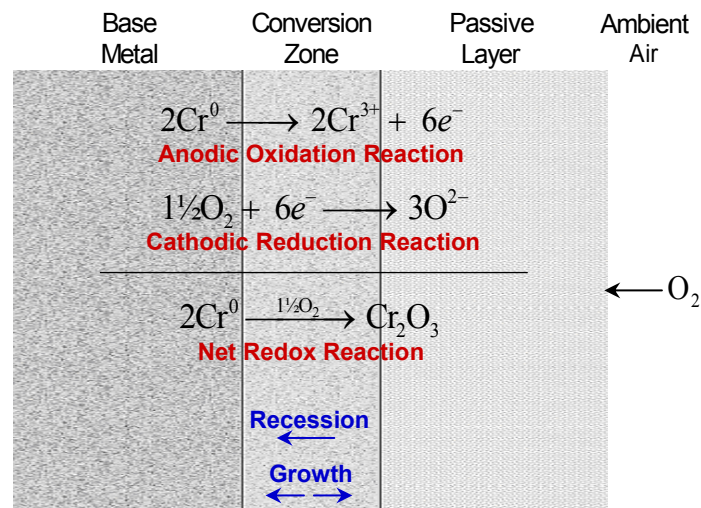 Base Metal
Conversion Zone
Passive Layer
Ambient Air
2Cr⁰ ⟶ 2Cr³⁺ + 6e⁻
Anodic Oxidation Reaction
1½O₂ + 6e⁻ ⟶ 3O²⁻
Cathodic Reduction Reaction
O₂
2Cr⁰ 1½O₂⟶ Cr₂O₃
Net Redox Reaction
Recession
Growth